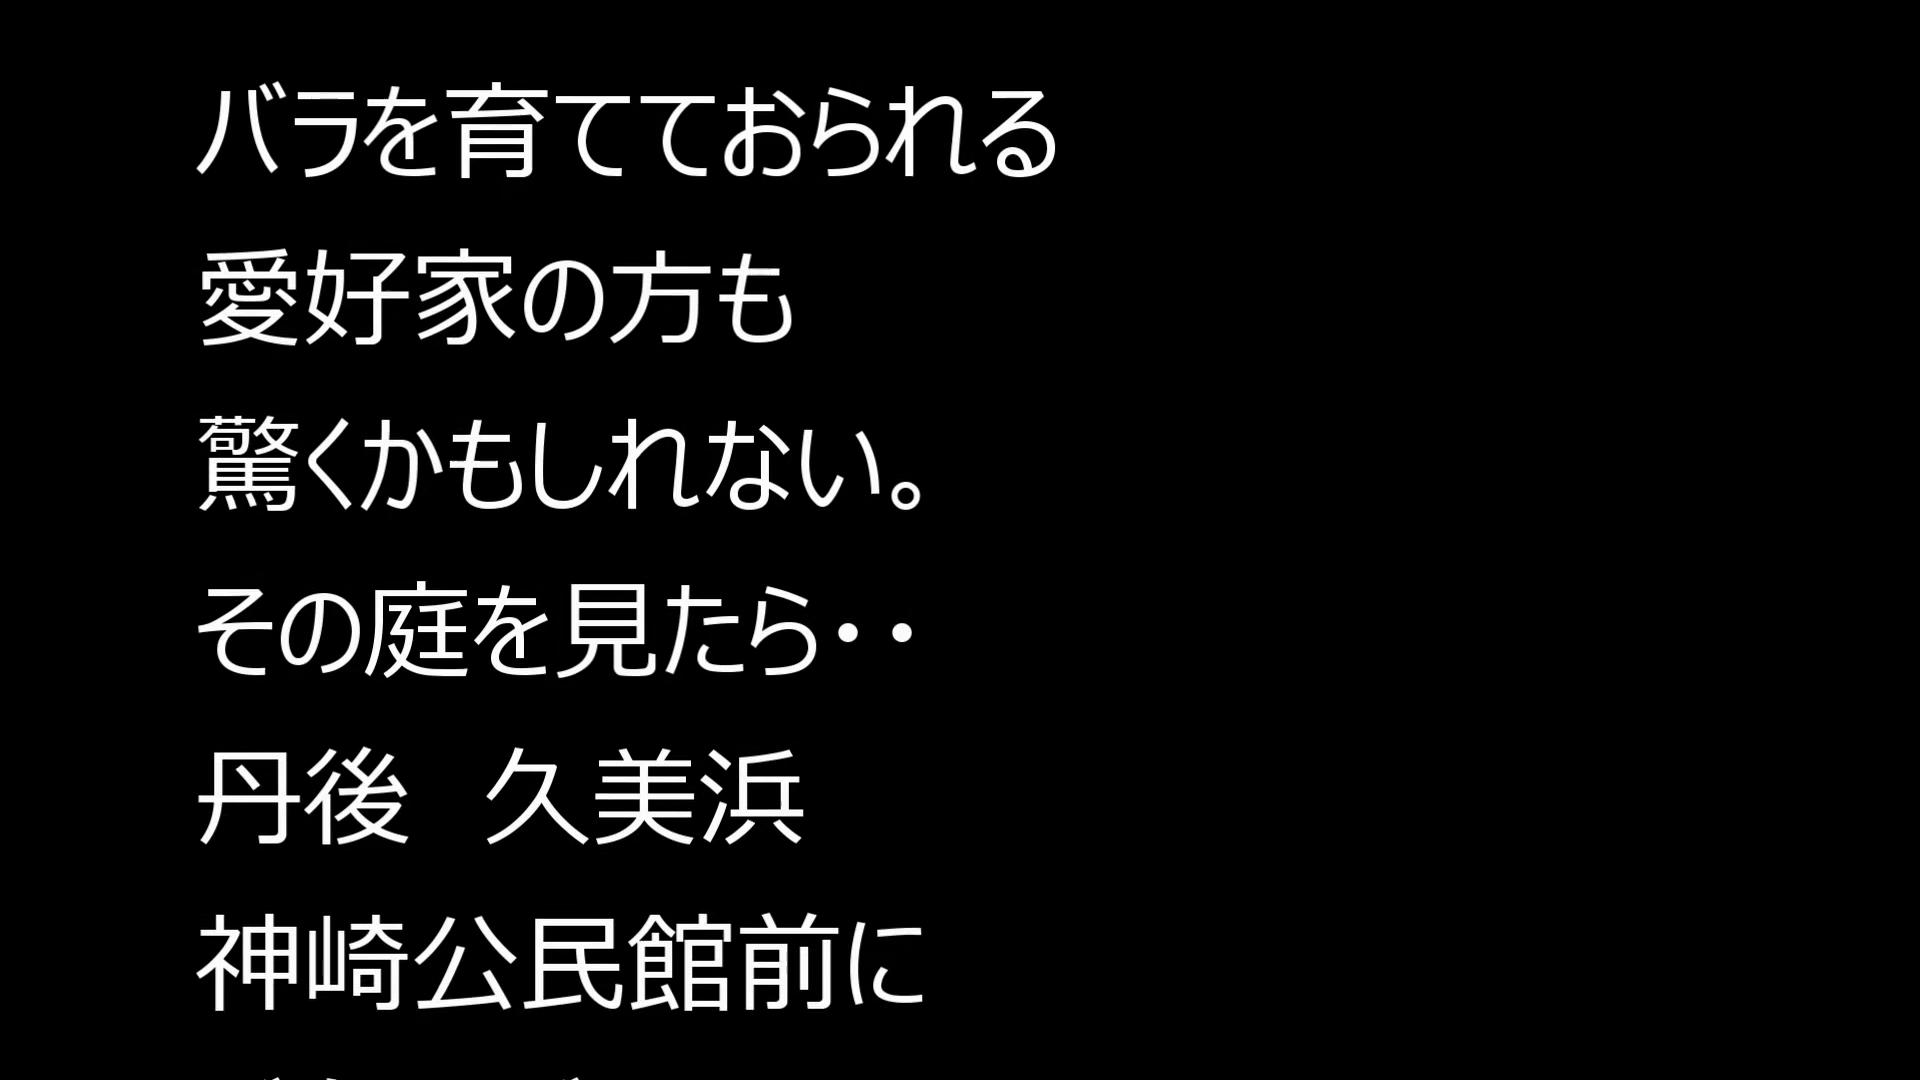 バラを育てておられる
愛好家の方も
驚くかもしれない。
その庭を見たら・・
丹後　久美浜
神崎公民館前に